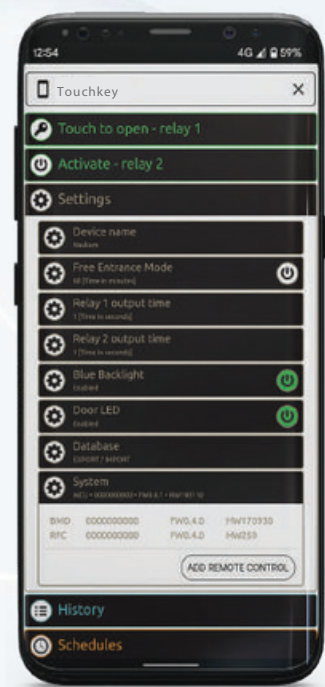 12:54 4G 59%
Touchkey ×
Touch to open - relay 1
Activate - relay 2
Settings
Device name
Free Entrance Mode
Relay 1 output time
1 [Time in seconds]
Relay 2 output time
1 [Time in seconds]
Blue Backlight
Enabled
Door LED
Enabled
Database
EXPORT / IMPORT
System
BMD 0000000000 FW0.4.0 HW170930
RFC 0000000000 FW0.4.0 HW253
ADD REMOTE CONTROL
History
Schedules